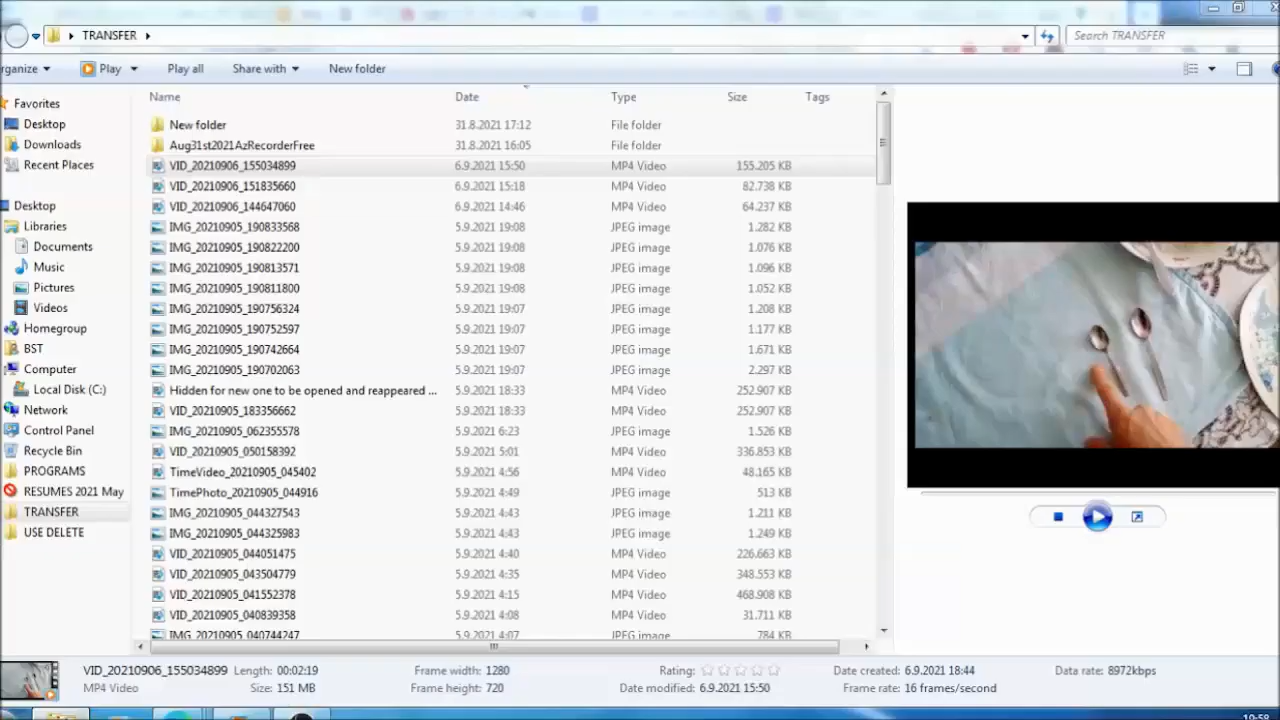 TRANSFER
Search TRANSFER
rganize Play Play all Share with New folder
Name Date Type Size Tags
Favorites
Desktop
Downloads
Recent Places
Desktop
Libraries
Documents
Music
Pictures
Videos
Homegroup
BST
Computer
Local Disk (C:)
Network
Control Panel
Recycle Bin
PROGRAMS
RESUMES 2021 May
TRANSFER
USE DELETE
New folder 31.8.2021 17:12 File folder
Aug31st2021AzRecorderFree 31.8.2021 16:05 File folder
VID_20210906_155034899 6.9.2021 15:50 MP4 Video 155.205 KB
VID_20210906_151835660 6.9.2021 15:18 MP4 Video 82.738 KB
VID_20210906_144647060 6.9.2021 14:46 MP4 Video 64.237 KB
IMG_20210905_190833568 5.9.2021 19:08 JPEG image 1.282 KB
IMG_20210905_190822200 5.9.2021 19:08 JPEG image 1.076 KB
IMG_20210905_190813571 5.9.2021 19:08 JPEG image 1.096 KB
IMG_20210905_190811800 5.9.2021 19:08 JPEG image 1.052 KB
IMG_20210905_190756324 5.9.2021 19:07 JPEG image 1.208 KB
IMG_20210905_190752597 5.9.2021 19:07 JPEG image 1.177 KB
IMG_20210905_190742664 5.9.2021 19:07 JPEG image 1.671 KB
IMG_20210905_190702063 5.9.2021 19:07 JPEG image 2.297 KB
Hidden for new one to be opened and reappeared ... 5.9.2021 18:33 MP4 Video 252.907 KB
VID_20210905_183356662 5.9.2021 18:33 MP4 Video 252.907 KB
IMG_20210905_062355578 5.9.2021 6:23 JPEG image 1.526 KB
VID_20210905_050158392 5.9.2021 5:01 MP4 Video 336.853 KB
TimeVideo_20210905_045402 5.9.2021 4:56 MP4 Video 48.165 KB
TimePhoto_20210905_044916 5.9.2021 4:49 JPEG image 513 KB
IMG_20210905_044327543 5.9.2021 4:43 JPEG image 1.211 KB
IMG_20210905_044325983 5.9.2021 4:43 JPEG image 1.249 KB
VID_20210905_044051475 5.9.2021 4:40 MP4 Video 226.663 KB
VID_20210905_043504779 5.9.2021 4:35 MP4 Video 348.553 KB
VID_20210905_041552378 5.9.2021 4:15 MP4 Video 468.908 KB
VID_20210905_040839358 5.9.2021 4:08 MP4 Video 31.711 KB
IMG_20210905_040744247 5.9.2021 4:07 JPEG image 784 KB
VID_20210906_155034899 Length: 00:02:19 Frame width: 1280 Rating: Date created: 6.9.2021 18:44 Data rate: 8972kbps
MP4 Video Size: 151 MB Frame height: 720 Date modified: 6.9.2021 15:50 Frame rate: 16 frames/second
19:58